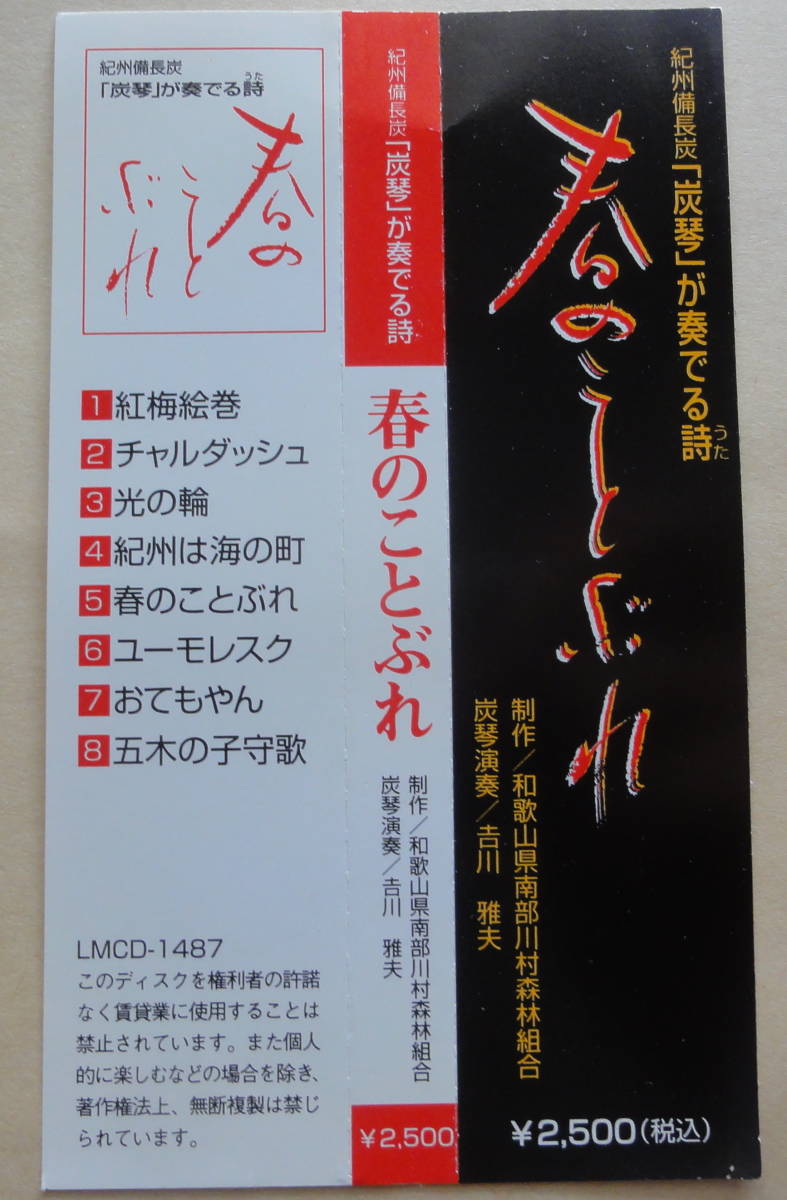 紀州備長炭
「炭琴」が奏でる詩
うた
春の
こと
ぶれ
1 紅梅絵巻
2 チャルダッシュ
3 光の輪
4 紀州は海の町
5 春のことぶれ
6 ユーモレスク
7 おてもやん
8 五木の子守歌
LMCD-1487
このディスクを権利者の許諾
なく賃貸業に使用することは
禁止されています。また個人
的に楽しむなどの場合を除き、
著作権法上、無断複製は禁じ
られています。
紀州備長炭「炭琴」が奏でる詩
春のことぶれ
制作／和歌山県南部川村森林組合
炭琴演奏／吉川 雅夫
¥2,500
紀州備長炭「炭琴」が奏でる詩
うた
春のことぶれ
制作／和歌山県南部川村森林組合
炭琴演奏／吉川 雅夫
¥2,500(税込)